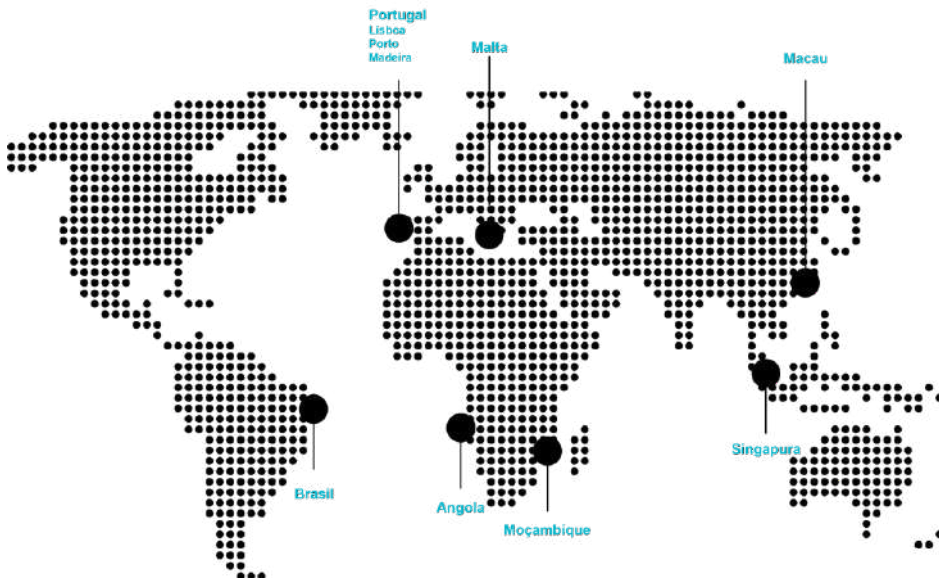 Portugal
Lisboa
Porto
Madeira
Malta
Macau
Brasil
Angola
Moçambique
Singapura